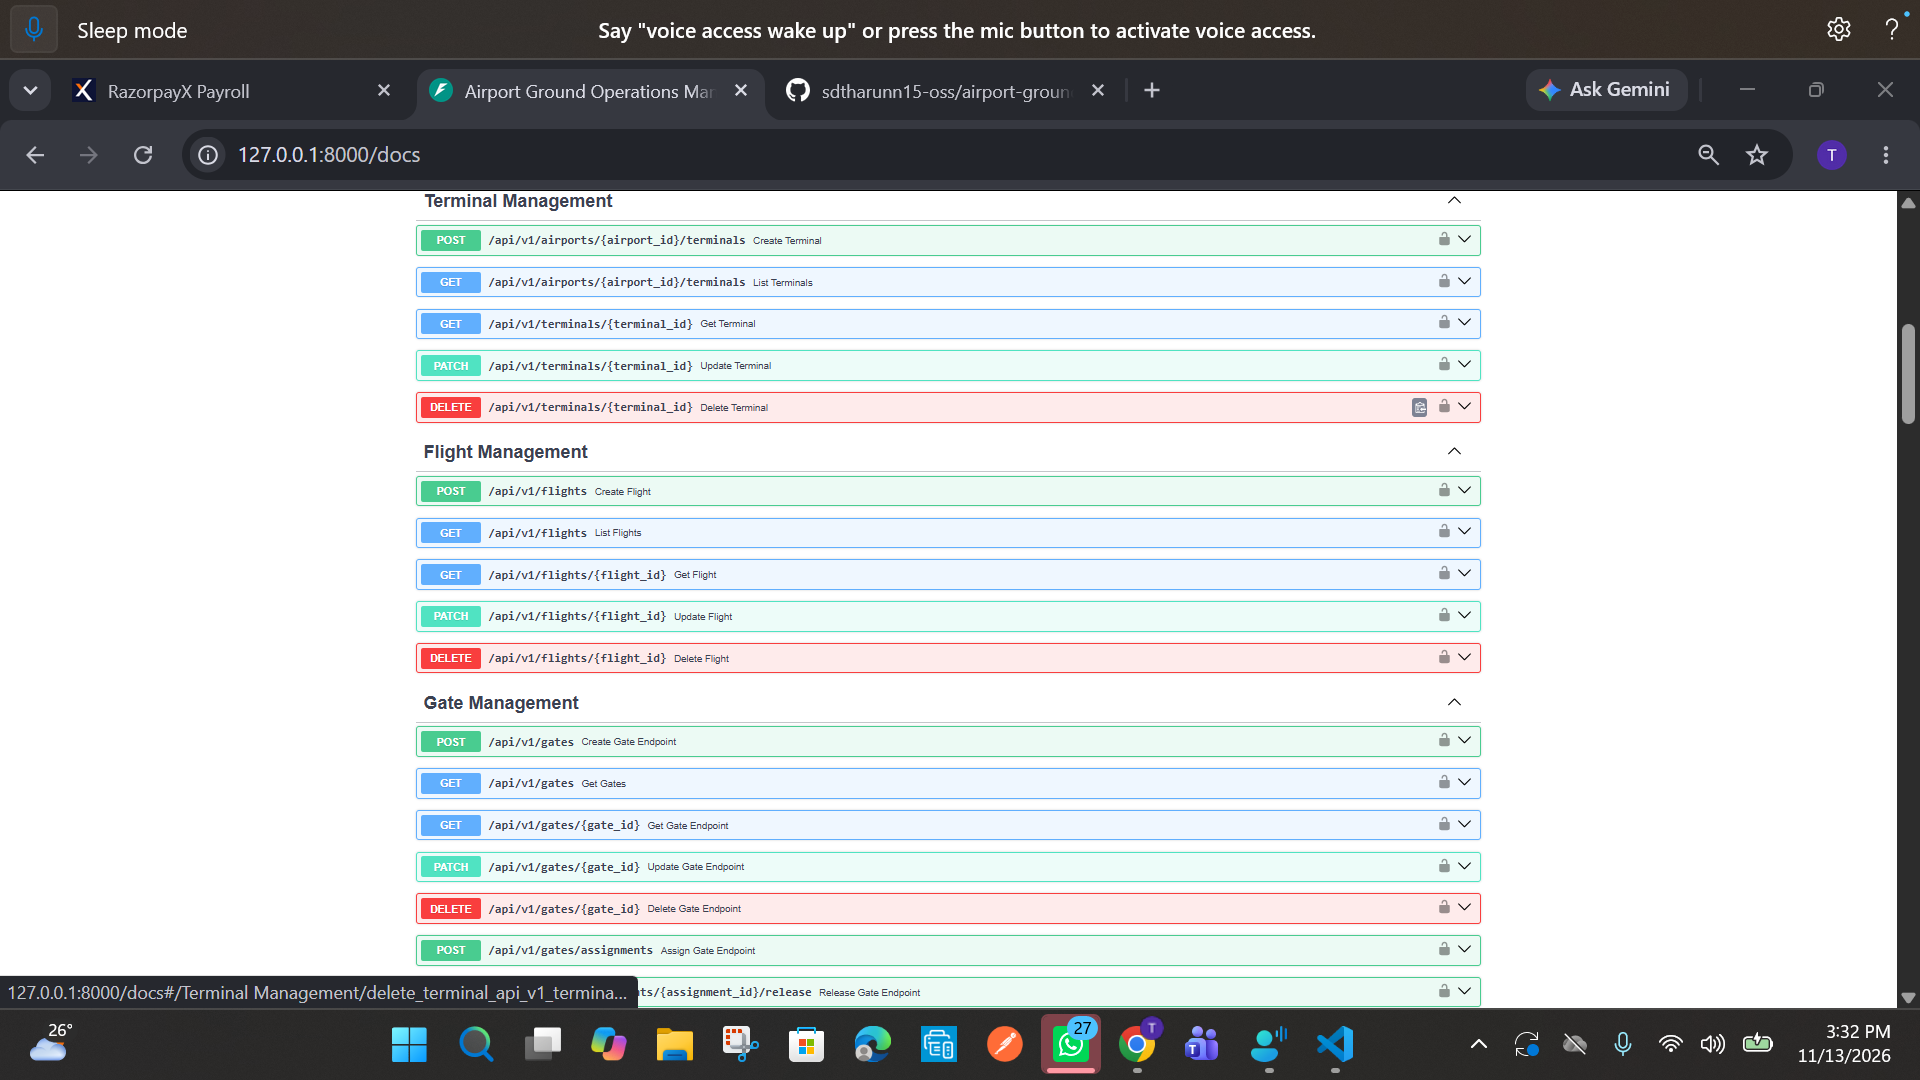 Sleep mode
Say "voice access wake up" or press the mic button to activate voice access.
RazorpayX Payroll
Airport Ground Operations Mar
sdtharunn15-oss/airport-groun
Ask Gemini
127.0.0.1:8000/docs
T
Terminal Management
POST /api/v1/airports/{airport_id}/terminals Create Terminal
GET /api/v1/airports/{airport_id}/terminals List Terminals
GET /api/v1/terminals/{terminal_id} Get Terminal
PATCH /api/v1/terminals/{terminal_id} Update Terminal
DELETE /api/v1/terminals/{terminal_id} Delete Terminal
Flight Management
POST /api/v1/flights Create Flight
GET /api/v1/flights List Flights
GET /api/v1/flights/{flight_id} Get Flight
PATCH /api/v1/flights/{flight_id} Update Flight
DELETE /api/v1/flights/{flight_id} Delete Flight
Gate Management
POST /api/v1/gates Create Gate Endpoint
GET /api/v1/gates Get Gates
GET /api/v1/gates/{gate_id} Get Gate Endpoint
PATCH /api/v1/gates/{gate_id} Update Gate Endpoint
DELETE /api/v1/gates/{gate_id} Delete Gate Endpoint
POST /api/v1/gates/assignments Assign Gate Endpoint
ts/{assignment_id}/release Release Gate Endpoint
127.0.0.1:8000/docs#/Terminal Management/delete_terminal_api_v1_termina...
26°
27
T
3:32 PM
11/13/2026